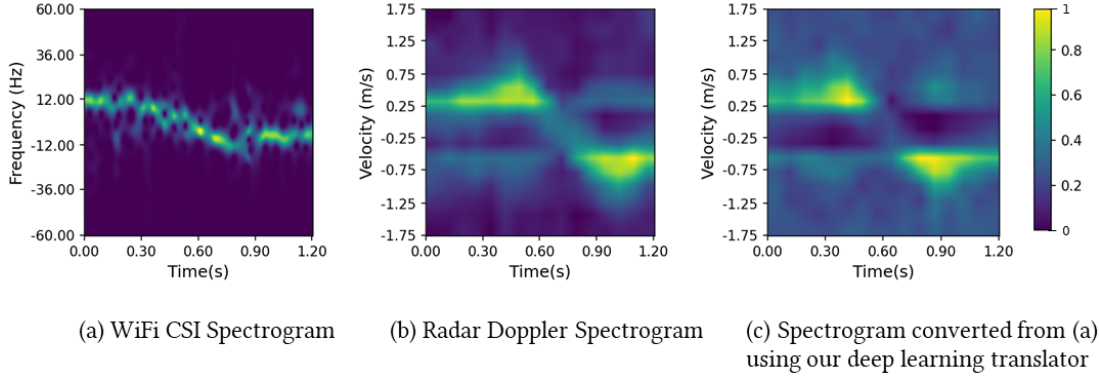 60.00
36.00
12.00
-12.00
-36.00
-60.00
Frequency (Hz)
0.00 0.30 0.60 0.90 1.20
Time(s)
1.75
1.25
0.75
0.25
-0.25
-0.75
-1.25
-1.75
Velocity (m/s)
0.00 0.30 0.60 0.90 1.20
Time(s)
1.75
1.25
0.75
0.25
-0.25
-0.75
-1.25
-1.75
Velocity (m/s)
0.00 0.30 0.60 0.90 1.20
Time(s)
1
0.8
0.6
0.4
0.2
0
(a) WiFi CSI Spectrogram
(b) Radar Doppler Spectrogram
(c) Spectrogram converted from (a)
using our deep learning translator